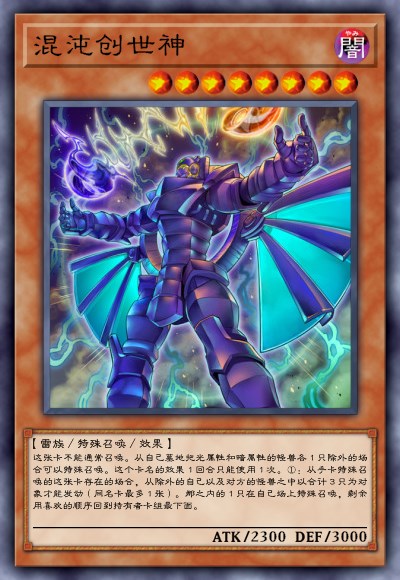 混沌创世神
やみ
闇
【雷族／特殊召唤／效果】
这张卡不能通常召唤。从自己墓地把光属性和暗属性的怪兽各１只除外的场
合可以特殊召唤。这个卡名的效果１回合只能使用１次。①：从手卡特殊召
唤的这张卡存在的场合，从除外的自己以及对方的怪兽之中以合计３只为对
象才能发动（同名卡最多１张）。那之内的１只在自己场上特殊召唤，剩余
用喜欢的顺序回到持有者卡组最下面。
ATK/2300 DEF/3000